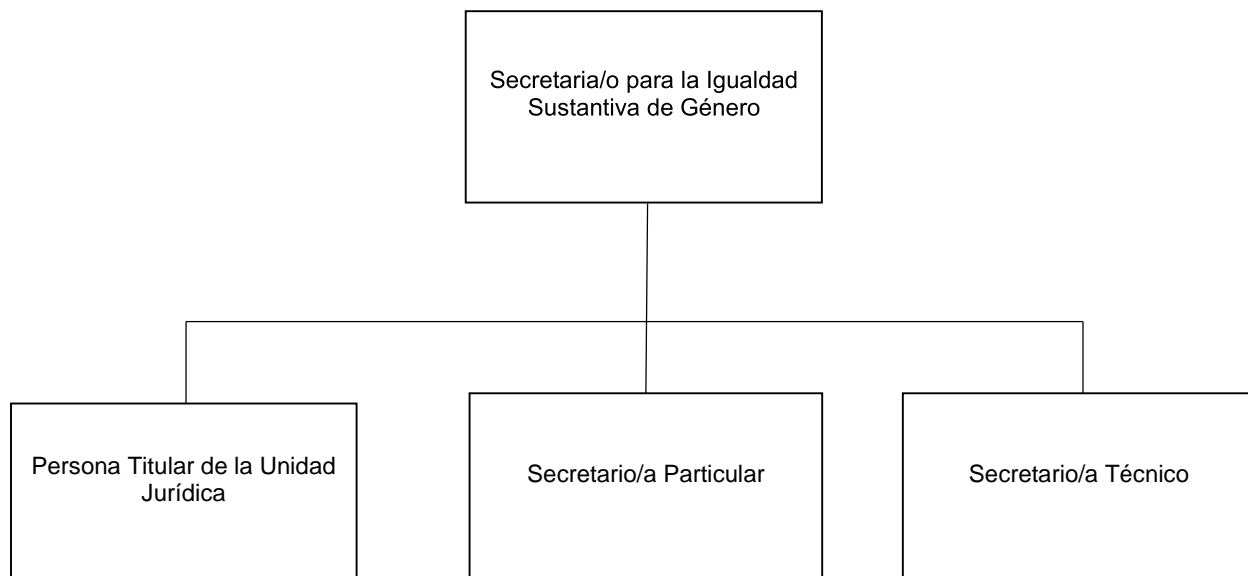 Secretaria/o para la Igualdad
Sustantiva de Género
Persona Titular de la Unidad
Jurídica
Secretario/a Particular
Secretario/a Técnico